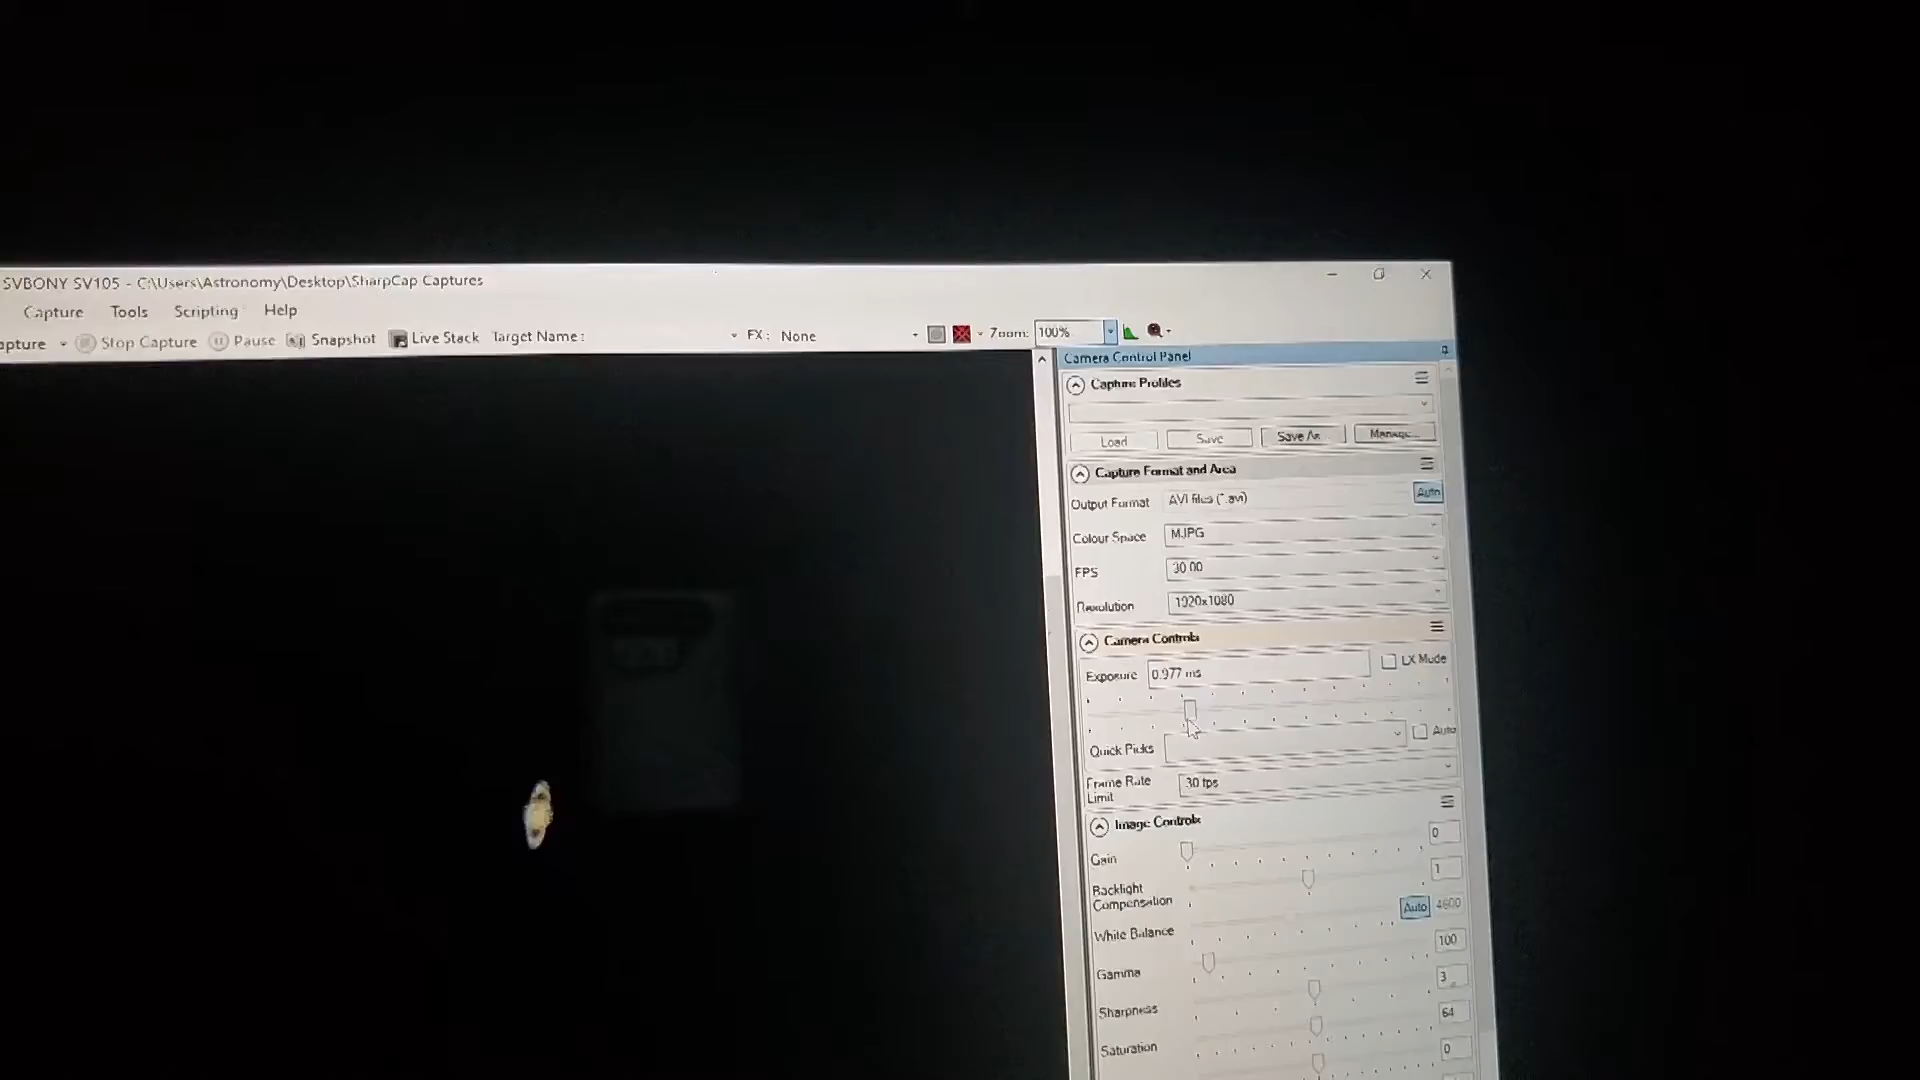 SVBONY SV105 - C:\Users\Astronomy\Desktop\SharpCap Captures
Capture Tools Scripting Help
apture Stop Capture Pause Snapshot Live Stack Target Name: FX: None Zoom: 100%
Camera Control Panel
Capture Profiles
Load Save Save As Manage...
Capture Format and Area
Output Format AVI files (*.avi) Auto
Colour Space MJPG
FPS 30.00
Resolution 1920x1080
Camera Controls
Exposure 0.977 ms LX Mode
Quick Picks Auto
Frame Rate Limit 30 fps
Image Controls
Gain 0
Backlight Compensation 1
White Balance Auto 4600
Gamma 100
Sharpness 3
Saturation 64
0